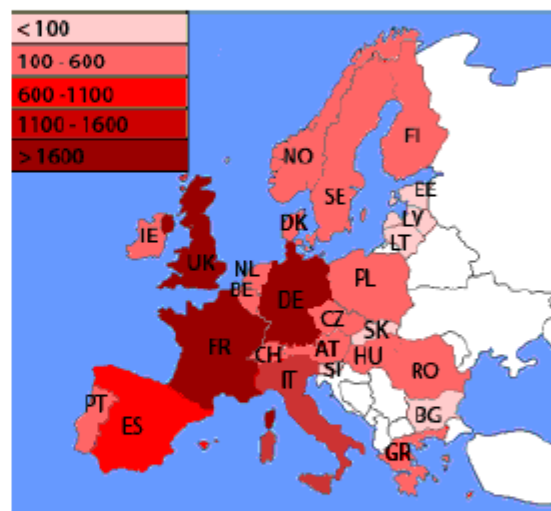 < 100
100 - 600
600 -1100
1100 - 1600
> 1600
FI
NO
SE
EE
LV
LT
DK
IE
UK
NL
BE
DE
PL
CZ
SK
FR
CH
AT
HU
SI
IT
RO
PT
ES
BG
GR